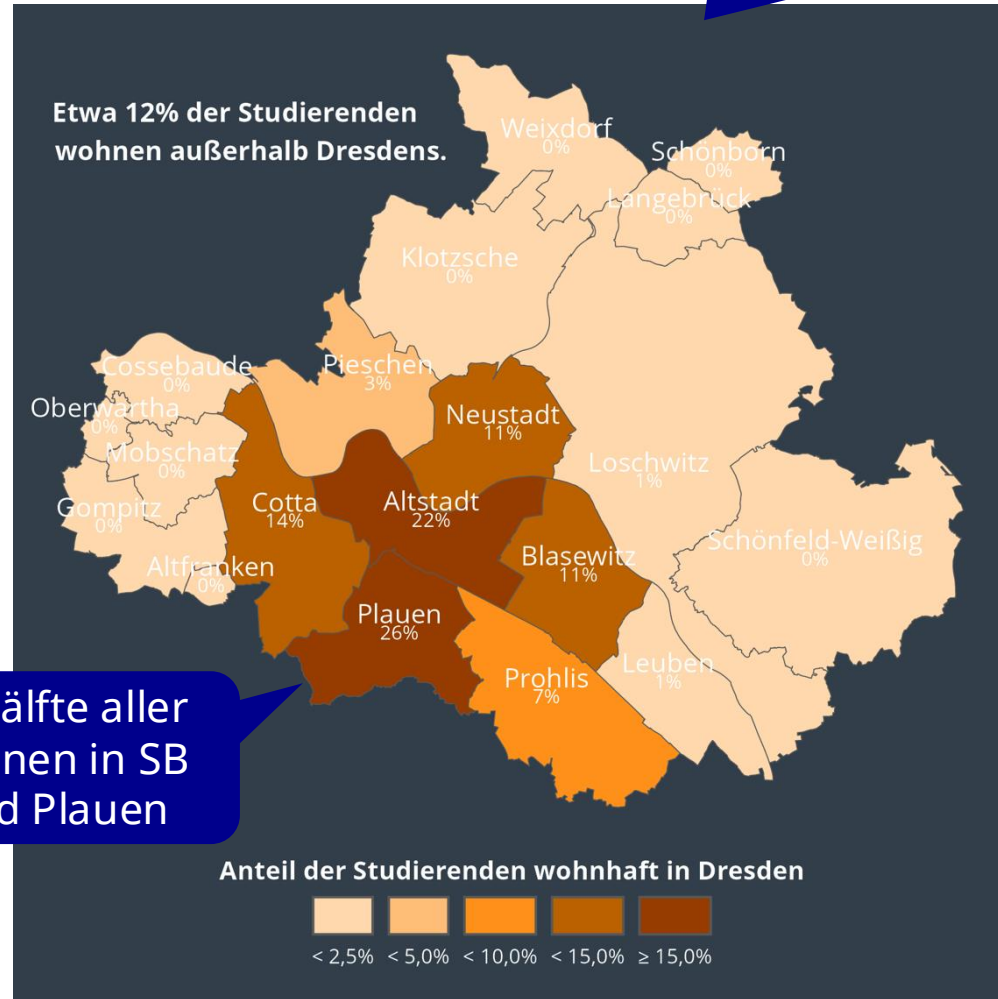 Etwa 12% der Studierenden
wohnen außerhalb Dresdens.
Weixdorf
0%
Schönborn
0%
Langebrück
0%
Klotzsche
0%
Pieschen
3%
Cossebaude
0%
Oberwartha
0%
Mobschatz
0%
Gompitz
0%
Altfranken
0%
Neustadt
11%
Loschwitz
1%
Cotta
14%
Altstadt
22%
Blasewitz
11%
Schönfeld-Weißig
0%
Plauen
26%
Prohlis
7%
Leuben
1%
älfte aller
nen in SB
d Plauen
Anteil der Studierenden wohnhaft in Dresden
< 2,5% < 5,0% < 10,0% < 15,0% ≥ 15,0%